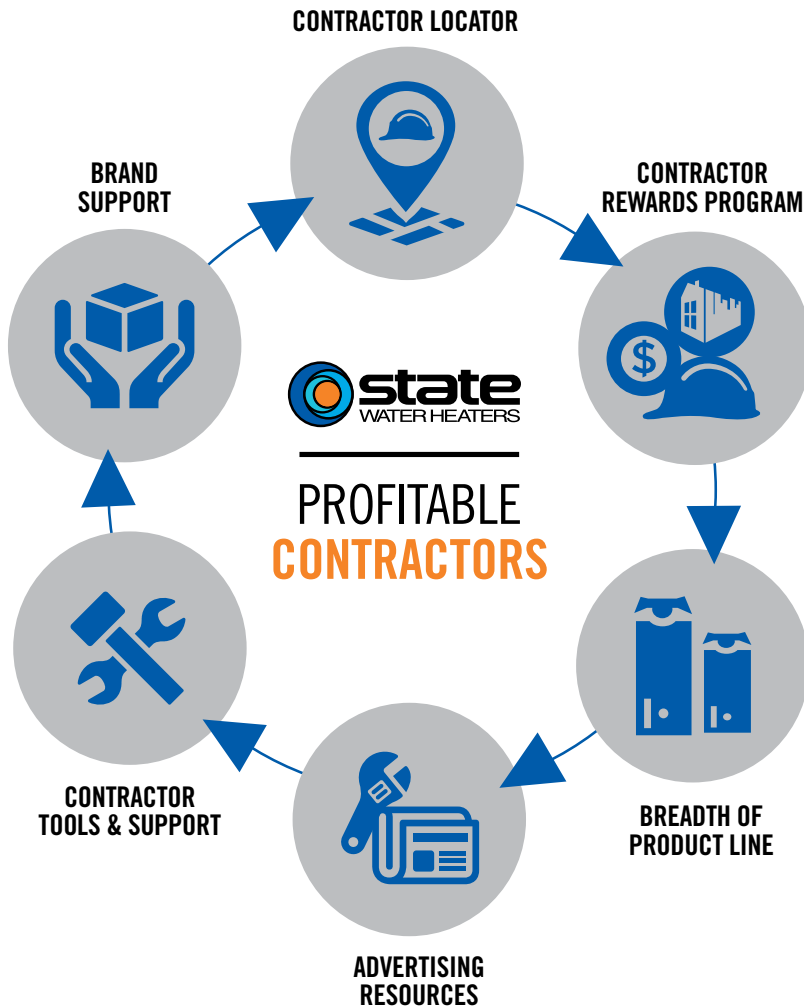 CONTRACTOR LOCATOR
BRAND
SUPPORT
CONTRACTOR
REWARDS PROGRAM
$
state
WATER HEATERS
PROFITABLE
CONTRACTORS
CONTRACTOR
TOOLS & SUPPORT
BREADTH OF
PRODUCT LINE
ADVERTISING
RESOURCES